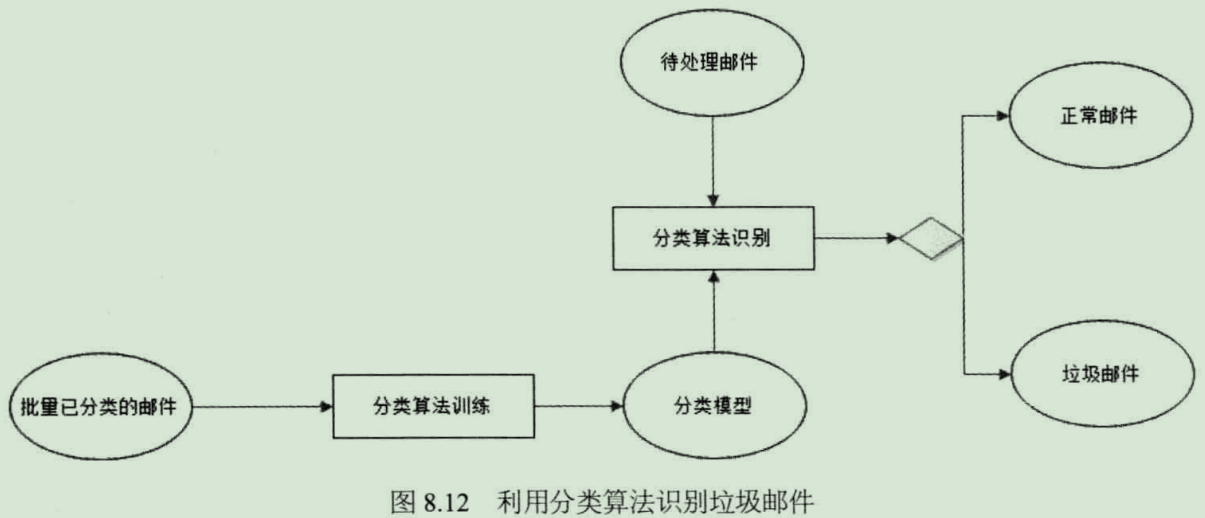 待处理邮件
正常邮件
分类算法识别
垃圾邮件
批量已分类的邮件
分类算法训练
分类模型
图 8.12 利用分类算法识别垃圾邮件